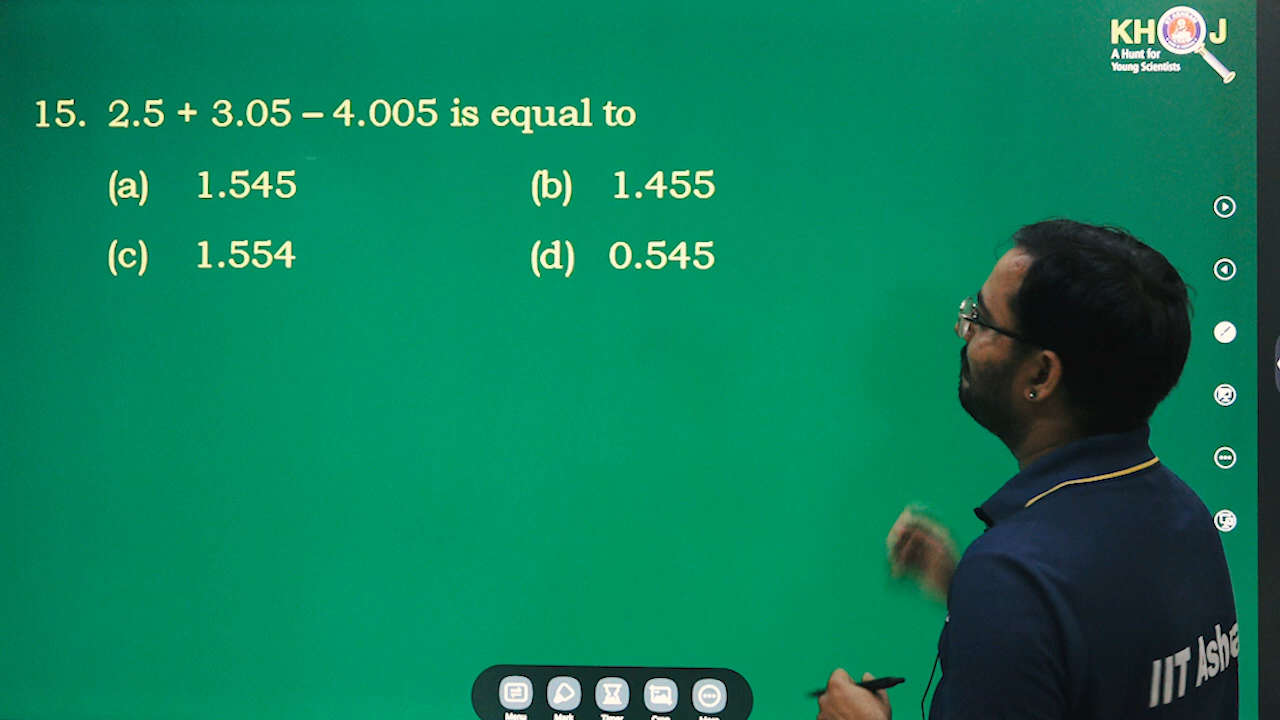 KHOJ
A Hunt for
Young Scientists
15. 2.5 + 3.05 – 4.005 is equal to
(a) 1.545 (b) 1.455
(c) 1.554 (d) 0.545
IIT Asha